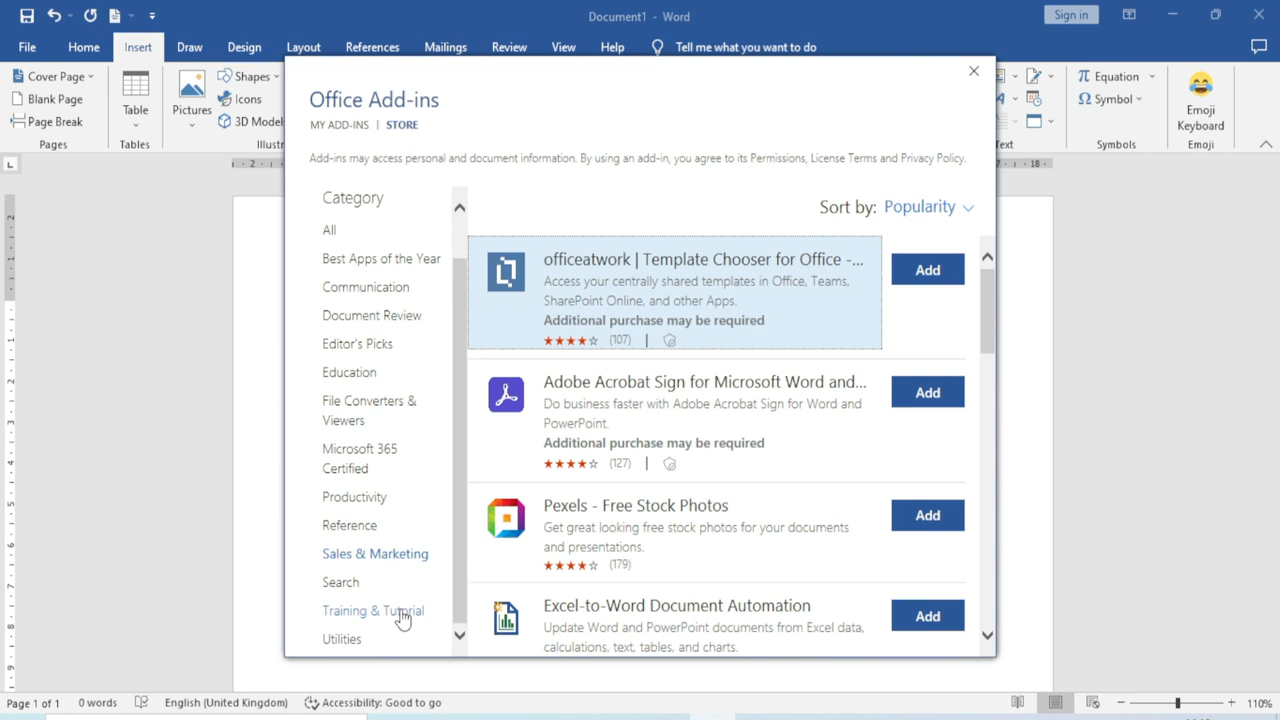 Document1 - Word
Sign in
File Home Insert Draw Design Layout References Mailings Review View Help Tell me what you want to do
Cover Page
Blank Page
Page Break
Pages
Table
Tables
Pictures
Shapes
Icons
3D Model
Illustr
Text
Equation
Symbol
Symbols
Emoji
Keyboard
Emoji
Office Add-ins
MY ADD-INS | STORE
Add-ins may access personal and document information. By using an add-in, you agree to its Permissions, License Terms and Privacy Policy.
Category
All
Best Apps of the Year
Communication
Document Review
Editor's Picks
Education
File Converters &
Viewers
Microsoft 365
Certified
Productivity
Reference
Sales & Marketing
Search
Training & Tutorial
Utilities
Sort by: Popularity
officeatwork | Template Chooser for Office -...
Access your centrally shared templates in Office, Teams,
SharePoint Online, and other Apps.
Additional purchase may be required
(107)
Add
Adobe Acrobat Sign for Microsoft Word and...
Do business faster with Adobe Acrobat Sign for Word and
PowerPoint.
Additional purchase may be required
(127)
Add
Pexels - Free Stock Photos
Get great looking free stock photos for your documents
and presentations.
(179)
Add
Excel-to-Word Document Automation
Update Word and PowerPoint documents from Excel data,
calculations, text, tables, and charts.
Add
Page 1 of 1 0 words English (United Kingdom) Accessibility: Good to go 110%